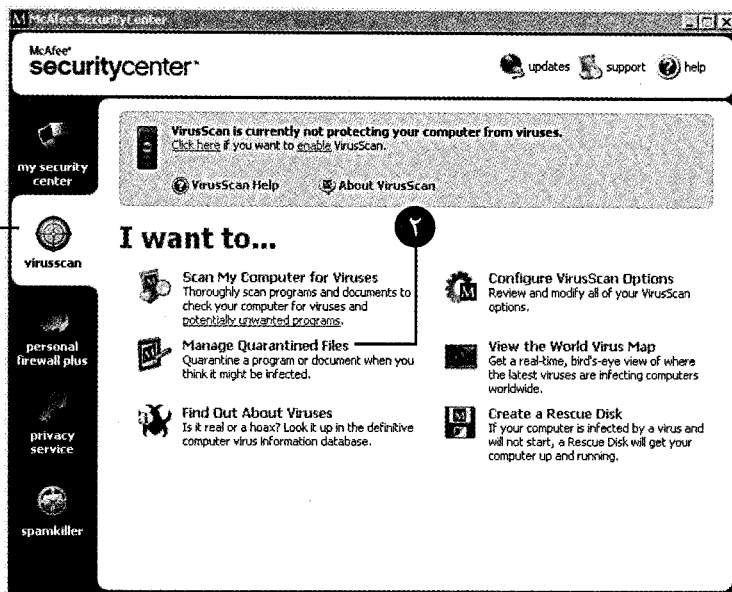 McAfee SecurityCenter
McAfee®
securitycenter™
updates
support
help
my security
center
virusscan
personal
firewall plus
privacy
service
spamkiller
VirusScan is currently not protecting your computer from viruses.
Click here if you want to enable VirusScan.
VirusScan Help
About VirusScan
٢
I want to...
Scan My Computer for Viruses
Thoroughly scan programs and documents to
check your computer for viruses and
potentially unwanted programs.
Manage Quarantined Files
Quarantine a program or document when you
think it might be infected.
Find Out About Viruses
Is it real or a hoax? Look it up in the definitive
computer virus information database.
Configure VirusScan Options
Review and modify all of your VirusScan
options.
View the World Virus Map
Get a real-time, bird's-eye view of where
the latest viruses are infecting computers
worldwide.
Create a Rescue Disk
If your computer is infected by a virus and
will not start, a Rescue Disk will get your
computer up and running.